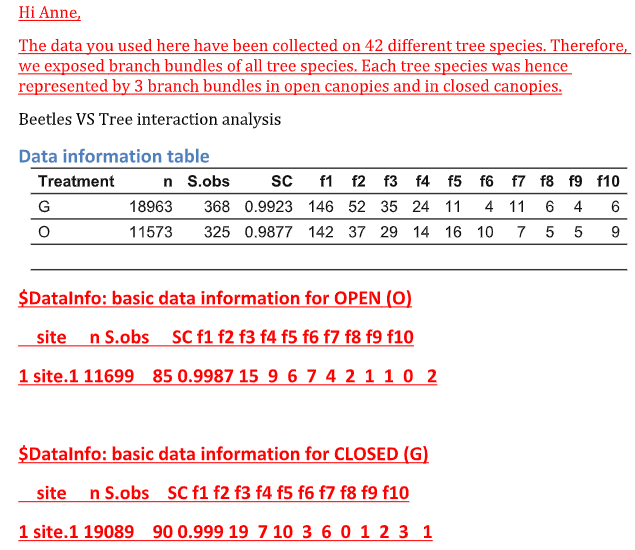 Hi Anne,
The data you used here have been collected on 42 different tree species. Therefore,
we exposed branch bundles of all tree species. Each tree species was hence
represented by 3 branch bundles in open canopies and in closed canopies.
Beetles VS Tree interaction analysis
Data information table
Treatment n S.obs SC f1 f2 f3 f4 f5 f6 f7 f8 f9 f10
G 18963 368 0.9923 146 52 35 24 11 4 11 6 4 6
O 11573 325 0.9877 142 37 29 14 16 10 7 5 5 9
$DataInfo: basic data information for OPEN (O)
site n S.obs SC f1 f2 f3 f4 f5 f6 f7 f8 f9 f10
1 site.1 11699 85 0.9987 15 9 6 7 4 2 1 1 0 2
$DataInfo: basic data information for CLOSED (G)
site n S.obs SC f1 f2 f3 f4 f5 f6 f7 f8 f9 f10
1 site.1 19089 90 0.999 19 7 10 3 6 0 1 2 3 1